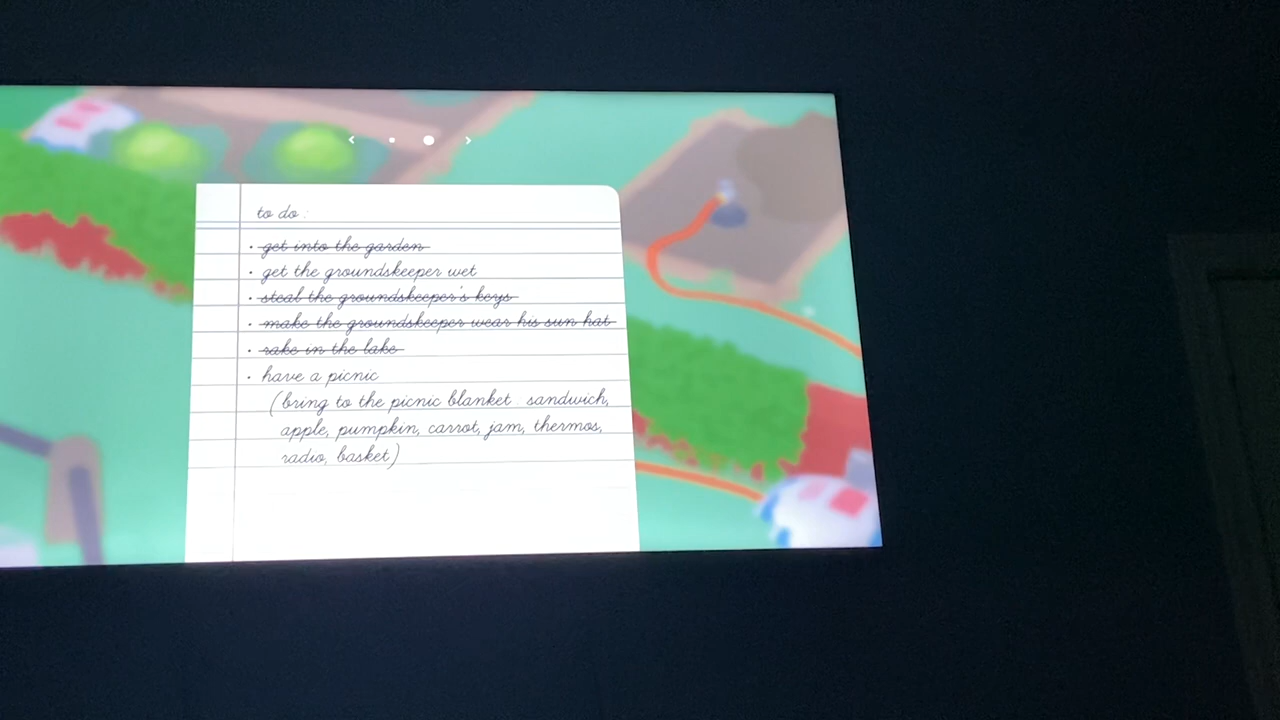 to do:
• get into the garden
• get the groundskeeper wet
• steal the groundskeeper's keys
• make the groundskeeper wear his sun hat
• rake in the lake
• have a picnic
(bring to the picnic blanket: sandwich,
apple, pumpkin, carrot, jam, thermos,
radio, basket)